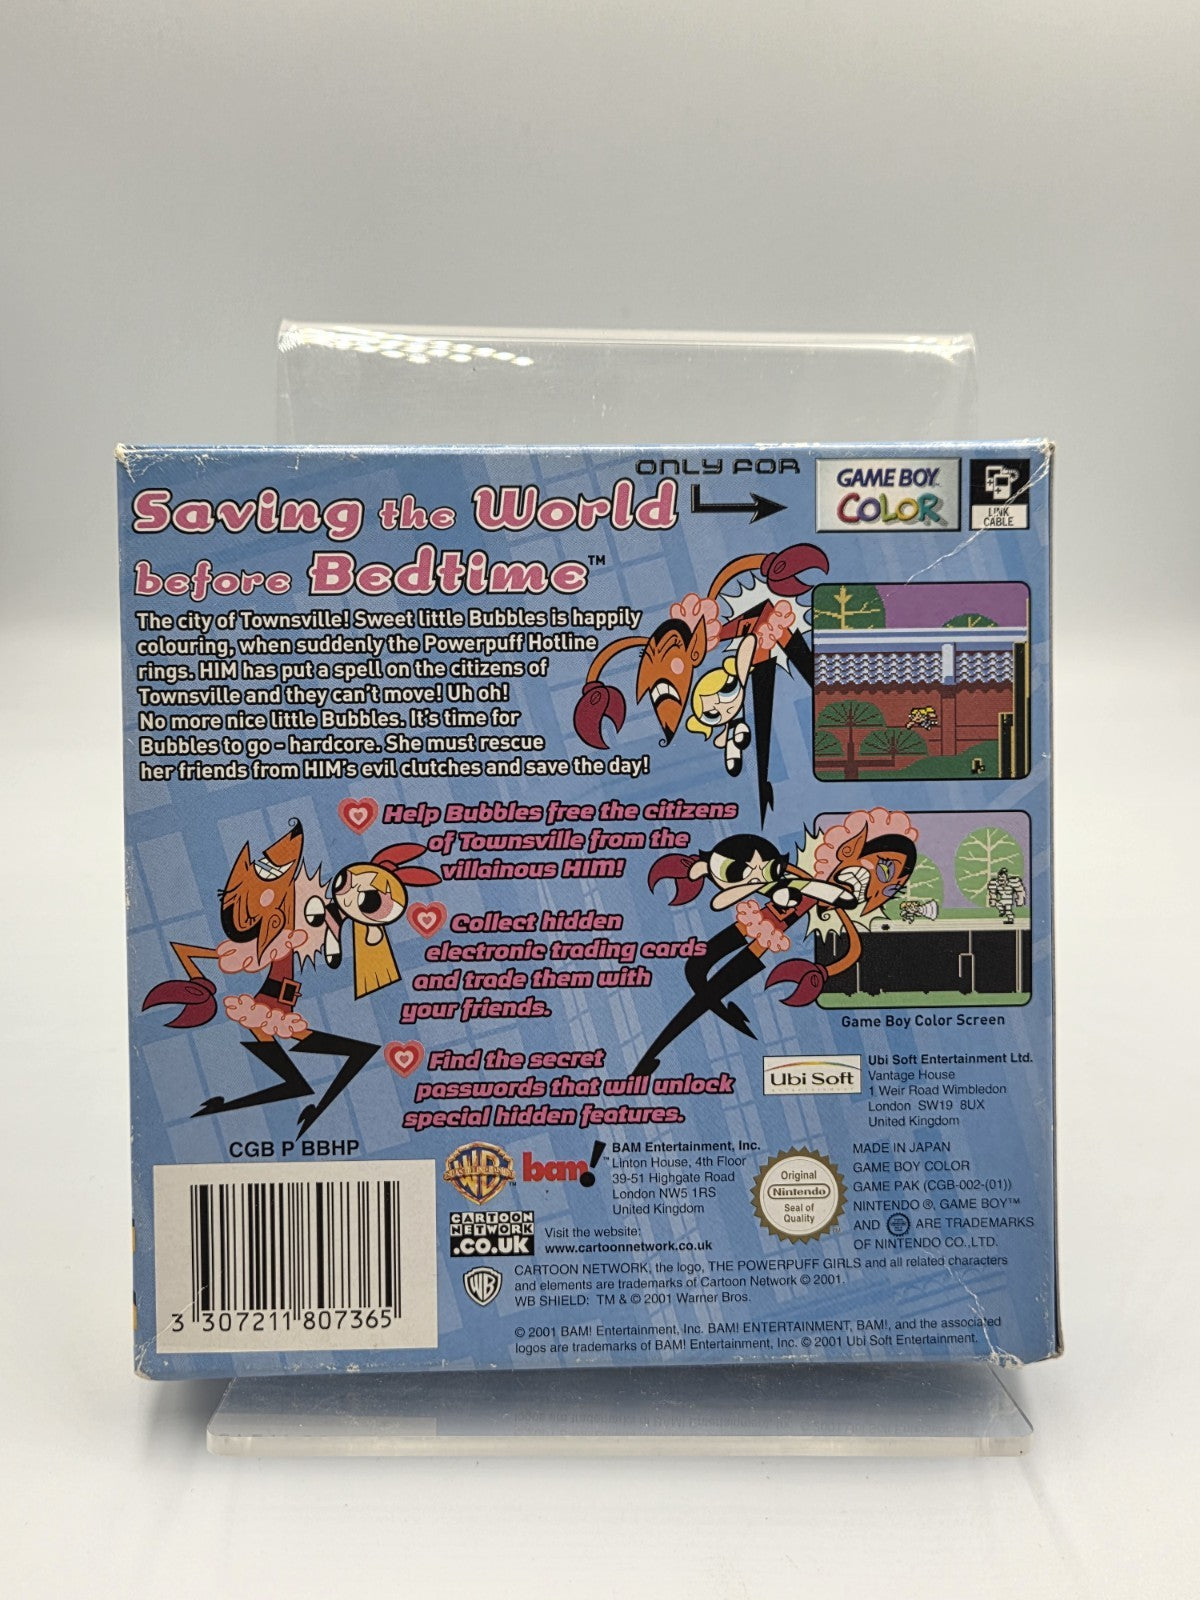 ONLY FOR
GAME BOY
COLOR
LINK
CABLE
Saving the World
before Bedtime™
The city of Townsville! Sweet little Bubbles is happily
colouring, when suddenly the Powerpuff Hotline
rings. HIM has put a spell on the citizens of
Townsville and they can't move! Uh oh!
No more nice little Bubbles. It's time for
Bubbles to go - hardcore. She must rescue
her friends from HIM's evil clutches and save the day!
Help Bubbles free the citizens
of Townsville from the
villainous HIM!
Collect hidden
electronic trading cards
and trade them with
your friends.
Find the secret
passwords that will unlock
special hidden features.
Game Boy Color Screen
Ubi Soft
ENTERTAINMENT
Ubi Soft Entertainment Ltd.
Vantage House
1 Weir Road Wimbledon
London SW19 8UX
United Kingdom
CGB P BBHP
3 307211 807365
WB
bam!™
BAM Entertainment, Inc.
Linton House, 4th Floor
39-51 Highgate Road
London NW5 1RS
United Kingdom
Original
Nintendo
Seal of
Quality
MADE IN JAPAN
GAME BOY COLOR
GAME PAK (CGB-002-(01))
NINTENDO ®, GAME BOY™
AND ARE TRADEMARKS
OF NINTENDO CO.,LTD.
CARTOON
NETWORK
.CO.UK
Visit the website:
www.cartoonnetwork.co.uk
WB
CARTOON NETWORK, the logo, THE POWERPUFF GIRLS and all related characters
and elements are trademarks of Cartoon Network © 2001.
WB SHIELD: TM & © 2001 Warner Bros.
© 2001 BAM! Entertainment, Inc. BAM! ENTERTAINMENT, BAM!, and the associated
logos are trademarks of BAM! Entertainment, Inc. © 2001 Ubi Soft Entertainment.